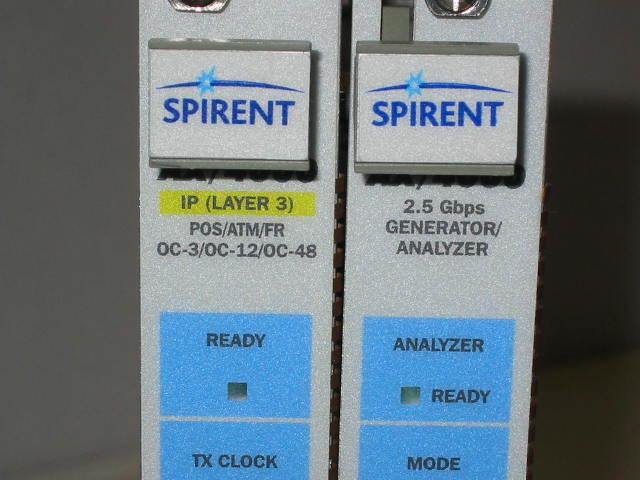 SPIRENT
IP (LAYER 3)
POS/ATM/FR
OC-3/OC-12/OC-48
READY
TX CLOCK
SPIRENT
2.5 Gbps
GENERATOR/
ANALYZER
ANALYZER
READY
MODE